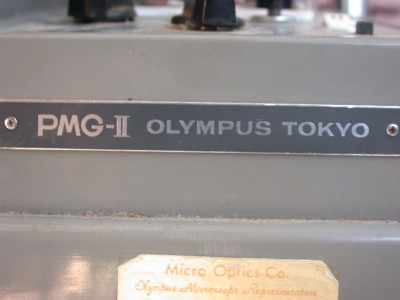 PMG-II OLYMPUS TOKYO
Micro Optics Co.
Olympus Microscope Representative